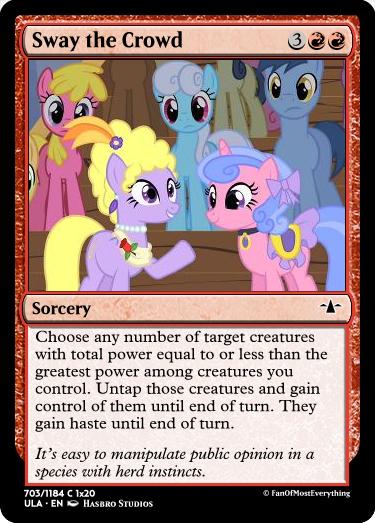 Sway the Crowd 3
Sorcery
Choose any number of target creatures
with total power equal to or less than the
greatest power among creatures you
control. Untap those creatures and gain
control of them until end of turn. They
gain haste until end of turn.
It's easy to manipulate public opinion in a
species with herd instincts.
703/1184 C 1x20
ULA • EN Hasbro Studios
© FanOfMostEverything